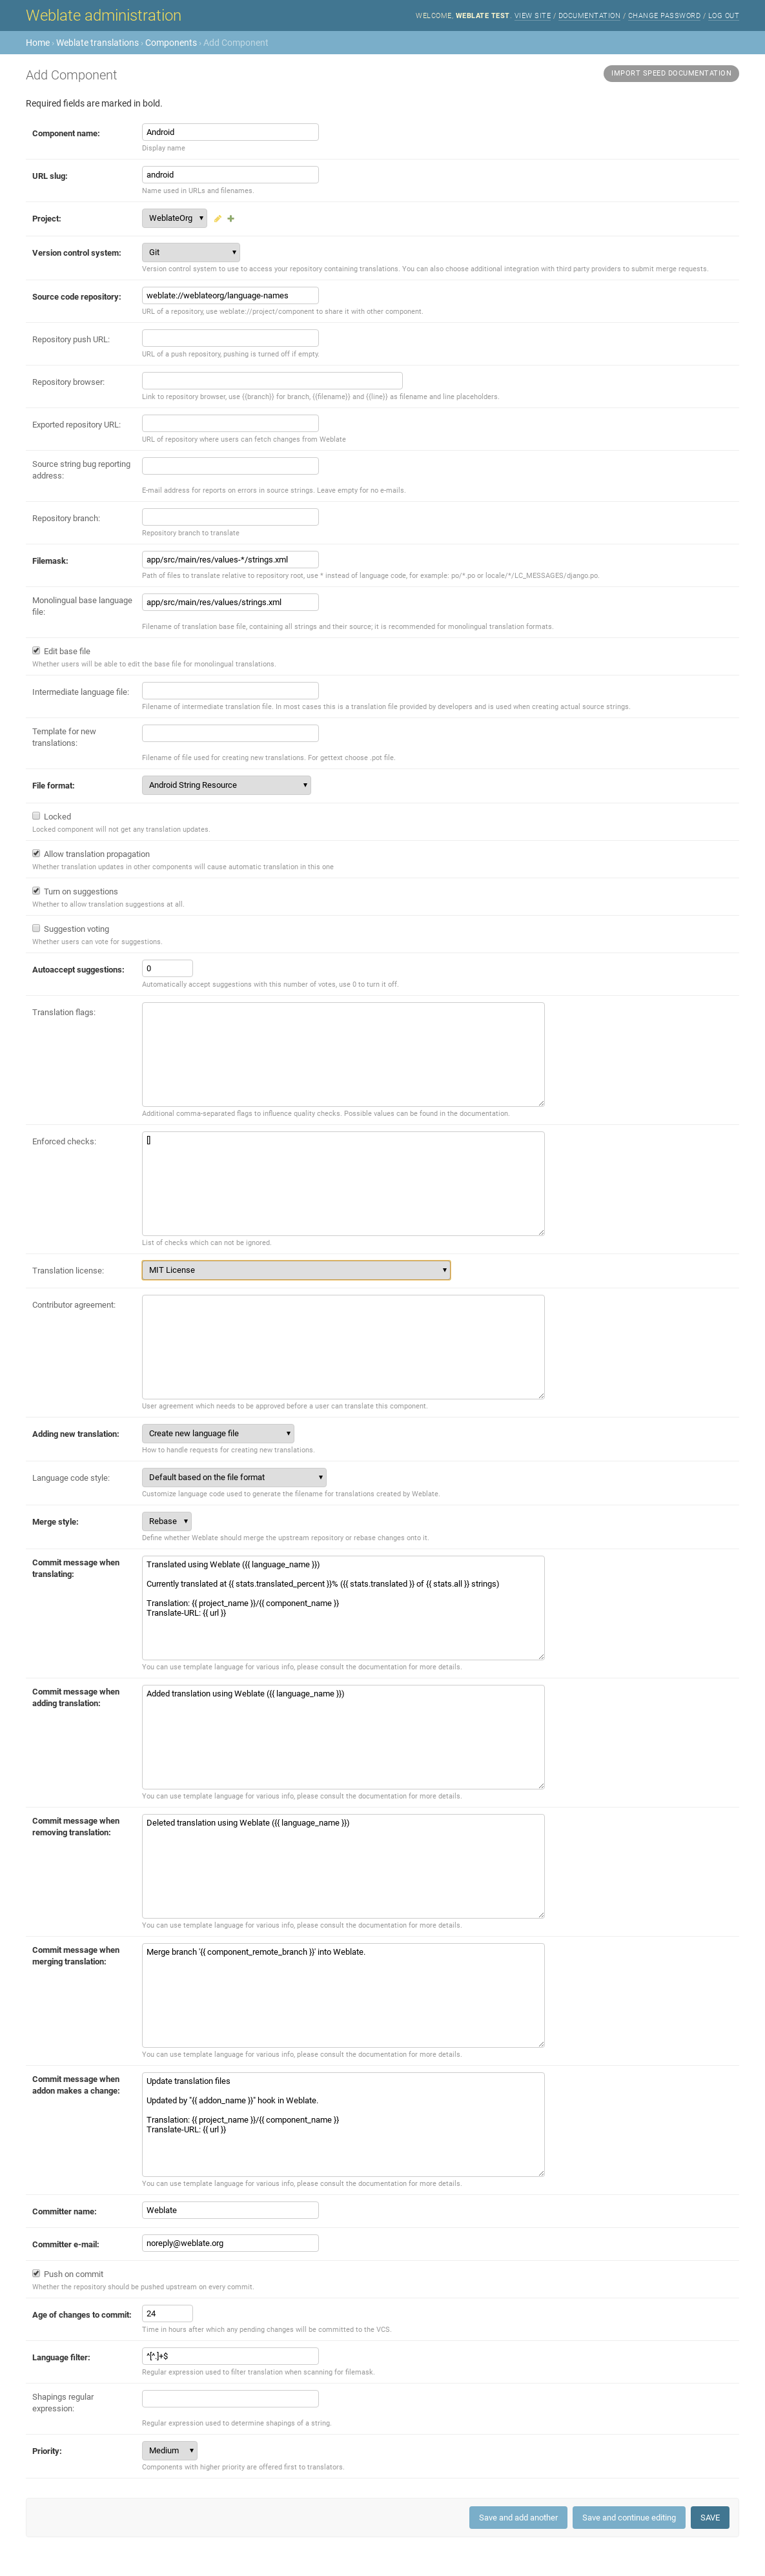 Weblate administration
WELCOME, WEBLATE TEST. VIEW SITE / DOCUMENTATION / CHANGE PASSWORD / LOG OUT
Home › Weblate translations › Components › Add Component
Add Component
IMPORT SPEED DOCUMENTATION
Required fields are marked in bold.
Component name:
Android
Display name
URL slug:
android
Name used in URLs and filenames.
Project:
WeblateOrg
Version control system:
Git
Version control system to use to access your repository containing translations. You can also choose additional integration with third party providers to submit merge requests.
Source code repository:
weblate://weblateorg/language-names
URL of a repository, use weblate://project/component to share it with other component.
Repository push URL:
URL of a push repository, pushing is turned off if empty.
Repository browser:
Link to repository browser, use {{branch}} for branch, {{filename}} and {{line}} as filename and line placeholders.
Exported repository URL:
URL of repository where users can fetch changes from Weblate
Source string bug reporting
address:
E-mail address for reports on errors in source strings. Leave empty for no e-mails.
Repository branch:
Repository branch to translate
Filemask:
app/src/main/res/values-*/strings.xml
Path of files to translate relative to repository root, use * instead of language code, for example: po/*.po or locale/*/LC_MESSAGES/django.po.
Monolingual base language
file:
app/src/main/res/values/strings.xml
Filename of translation base file, containing all strings and their source; it is recommended for monolingual translation formats.
Edit base file
Whether users will be able to edit the base file for monolingual translations.
Intermediate language file:
Filename of intermediate translation file. In most cases this is a translation file provided by developers and is used when creating actual source strings.
Template for new
translations:
Filename of file used for creating new translations. For gettext choose .pot file.
File format:
Android String Resource
Locked
Locked component will not get any translation updates.
Allow translation propagation
Whether translation updates in other components will cause automatic translation in this one
Turn on suggestions
Whether to allow translation suggestions at all.
Suggestion voting
Whether users can vote for suggestions.
Autoaccept suggestions:
0
Automatically accept suggestions with this number of votes, use 0 to turn it off.
Translation flags:
Additional comma-separated flags to influence quality checks. Possible values can be found in the documentation.
Enforced checks:
[]
List of checks which can not be ignored.
Translation license:
MIT License
Contributor agreement:
User agreement which needs to be approved before a user can translate this component.
Adding new translation:
Create new language file
How to handle requests for creating new translations.
Language code style:
Default based on the file format
Customize language code used to generate the filename for translations created by Weblate.
Merge style:
Rebase
Define whether Weblate should merge the upstream repository or rebase changes onto it.
Commit message when
translating:
Translated using Weblate ({{ language_name }})
Currently translated at {{ stats.translated_percent }}% ({{ stats.translated }} of {{ stats.all }} strings)
Translation: {{ project_name }}/{{ component_name }}
Translate-URL: {{ url }}
You can use template language for various info, please consult the documentation for more details.
Commit message when
adding translation:
Added translation using Weblate ({{ language_name }})
You can use template language for various info, please consult the documentation for more details.
Commit message when
removing translation:
Deleted translation using Weblate ({{ language_name }})
You can use template language for various info, please consult the documentation for more details.
Commit message when
merging translation:
Merge branch '{{ component_remote_branch }}' into Weblate.
You can use template language for various info, please consult the documentation for more details.
Commit message when
addon makes a change:
Update translation files
Updated by "{{ addon_name }}" hook in Weblate.
Translation: {{ project_name }}/{{ component_name }}
Translate-URL: {{ url }}
You can use template language for various info, please consult the documentation for more details.
Committer name:
Weblate
Committer e-mail:
noreply@weblate.org
Push on commit
Whether the repository should be pushed upstream on every commit.
Age of changes to commit:
24
Time in hours after which any pending changes will be committed to the VCS.
Language filter:
^[^.]+$
Regular expression used to filter translation when scanning for filemask.
Shapings regular
expression:
Regular expression used to determine shapings of a string.
Priority:
Medium
Components with higher priority are offered first to translators.
Save and add another
Save and continue editing
SAVE